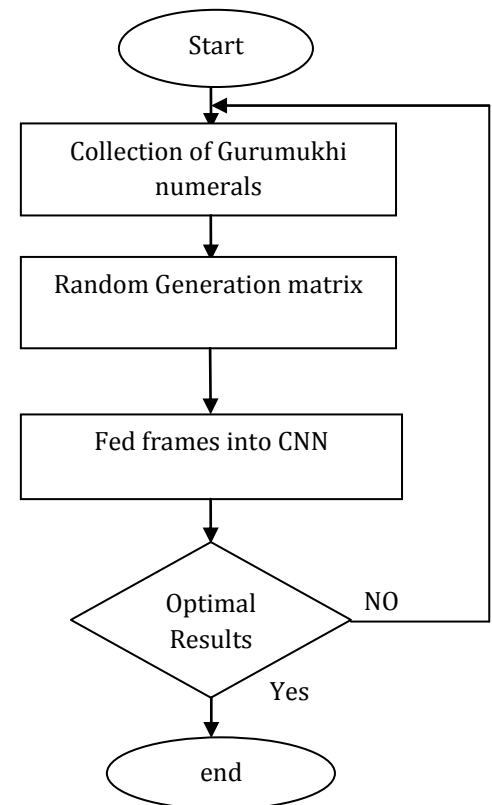 Start
Collection of Gurumukhi
numerals
Random Generation matrix
Fed frames into CNN
Optimal
Results
NO
Yes
end